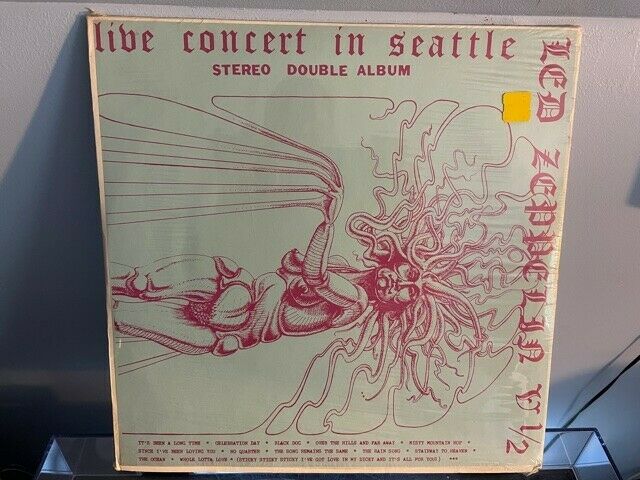 live concert in seattle
STEREO DOUBLE ALBUM
LED ZEPPELIN V 1/2
IT'S BEEN A LONG TIME * CELEBRATION DAY * BLACK DOG * OVER THE HILLS AND FAR AWAY * MISTY MOUNTAIN HOP *
SINCE I'VE BEEN LOVING YOU * NO QUARTER * THE SONG REMAINS THE SAME * THE RAIN SONG * STAIRWAY TO HEAVEN *
THE OCEAN * WHOLE LOTTA LOVE * (STICKY STICKY STICKY I'VE GOT LOVE IN MY DICKY AND IT'S ALL FOR YOU!) ***